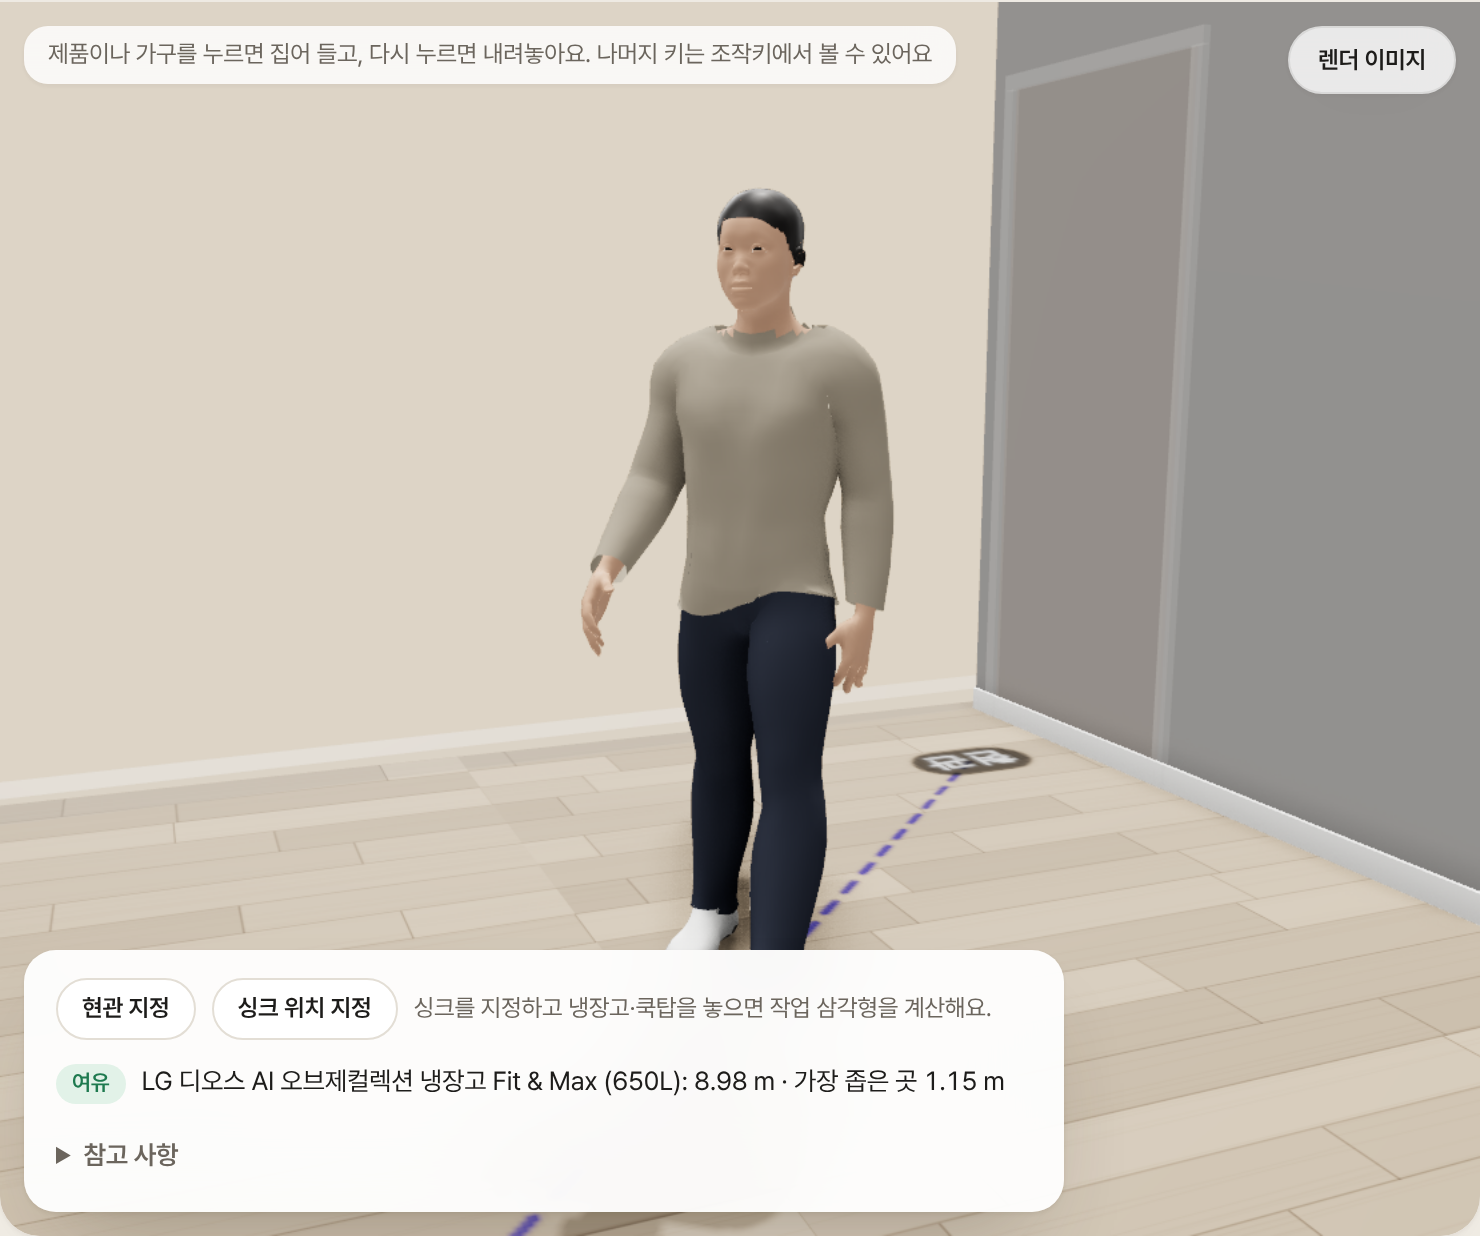 제품이나 가구를 누르면 집어 들고, 다시 누르면 내려놓아요. 나머지 키는 조작키에서 볼 수 있어요
렌더 이미지
현관 지정
싱크 위치 지정
싱크를 지정하고 냉장고·쿡탑을 놓으면 작업 삼각형을 계산해요.
여유
LG 디오스 AI 오브제컬렉션 냉장고 Fit & Max (650L): 8.98 m · 가장 좁은 곳 1.15 m
▶ 참고 사항